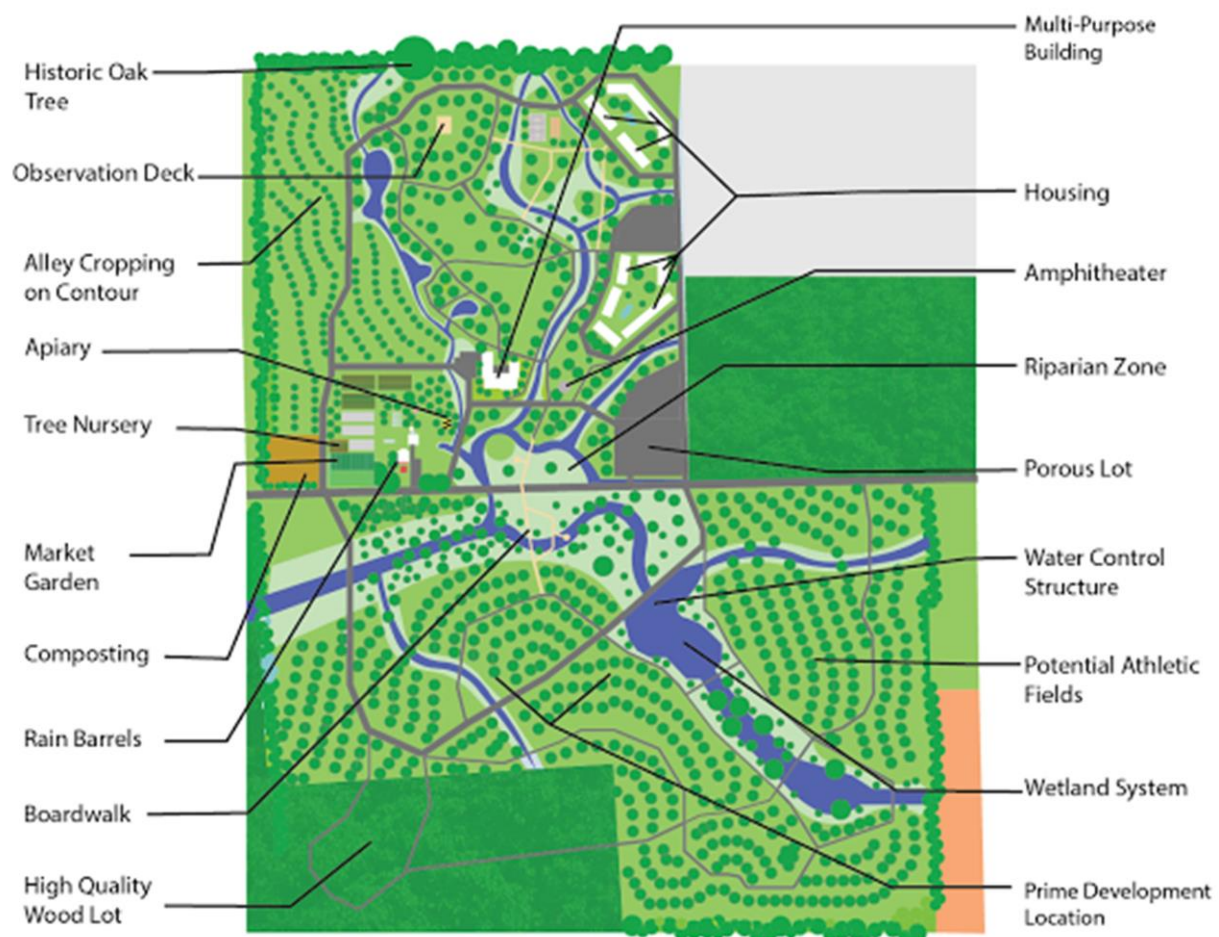 Historic Oak
Tree
Observation Deck
Alley Cropping
on Contour
Apiary
Tree Nursery
Market
Garden
Composting
Rain Barrels
Boardwalk
High Quality
Wood Lot
Multi-Purpose
Building
Housing
Amphitheater
Riparian Zone
Porous Lot
Water Control
Structure
Potential Athletic
Fields
Wetland System
Prime Development
Location